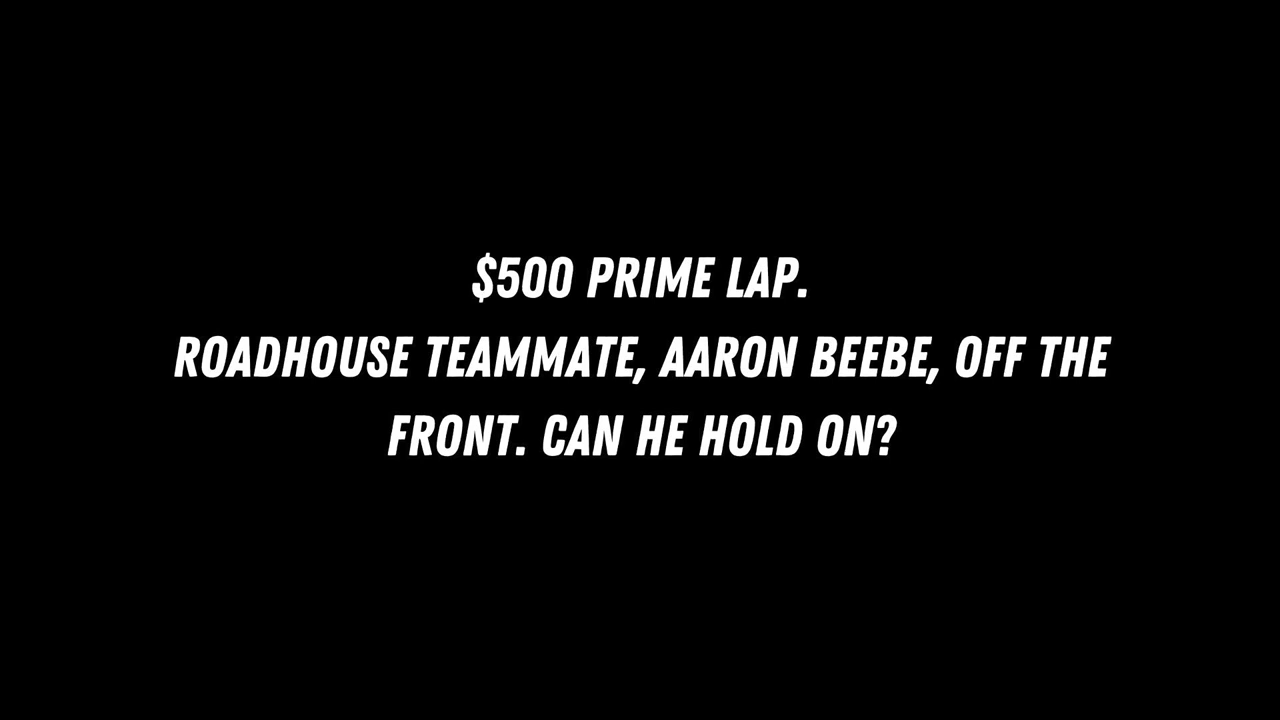 $500 PRIME LAP.
ROADHOUSE TEAMMATE, AARON BEEBE, OFF THE
FRONT. CAN HE HOLD ON?